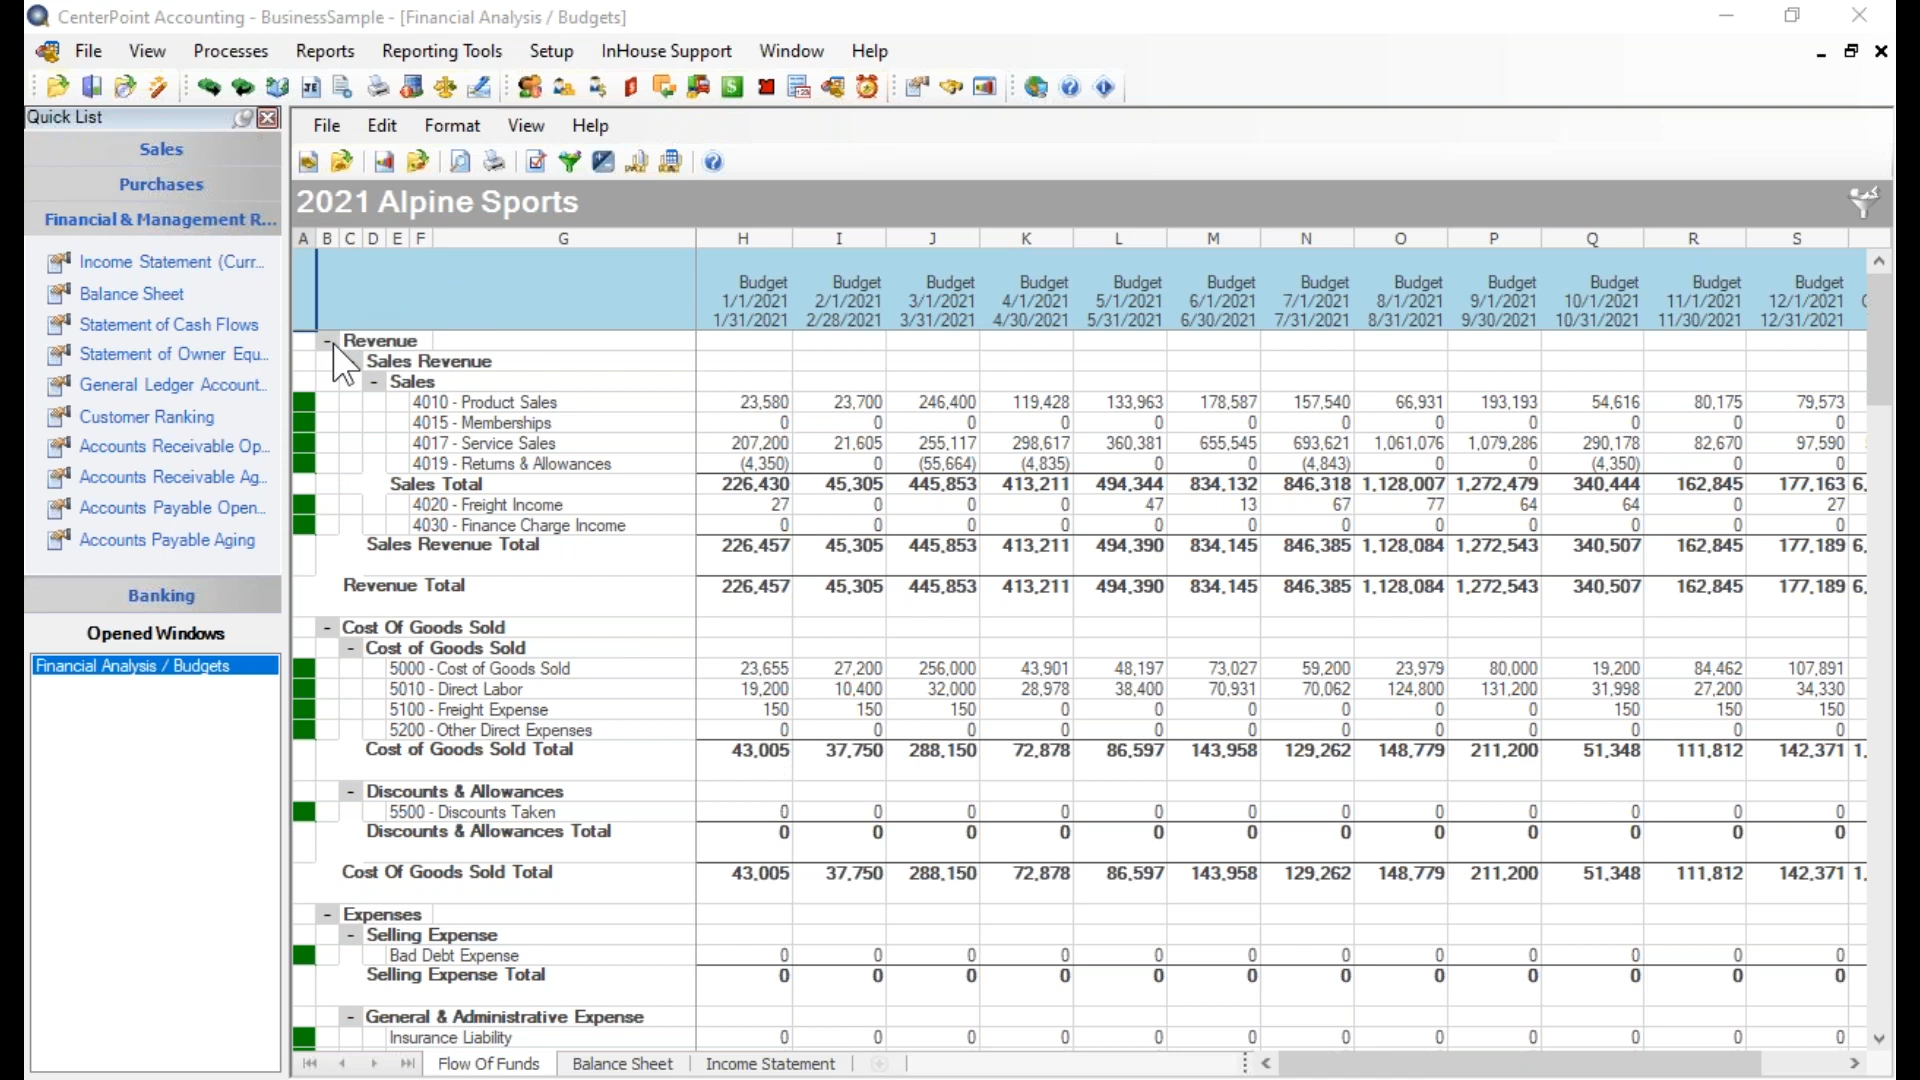 CenterPoint Accounting - BusinessSample - [Financial Analysis / Budgets]
File View Processes Reports Reporting Tools Setup InHouse Support Window Help
Quick List
Sales
Purchases
Financial & Management R...
Income Statement (Curr...
Balance Sheet
Statement of Cash Flows
Statement of Owner Equ...
General Ledger Account...
Customer Ranking
Accounts Receivable Op...
Accounts Receivable Ag...
Accounts Payable Open...
Accounts Payable Aging
Banking
Opened Windows
Financial Analysis / Budgets
File Edit Format View Help
2021 Alpine Sports
A B C D E F G H I J K L M N O P Q R S
Budget Budget Budget Budget Budget Budget Budget Budget Budget Budget Budget Budget
1/1/2021 2/1/2021 3/1/2021 4/1/2021 5/1/2021 6/1/2021 7/1/2021 8/1/2021 9/1/2021 10/1/2021 11/1/2021 12/1/2021
1/31/2021 2/28/2021 3/31/2021 4/30/2021 5/31/2021 6/30/2021 7/31/2021 8/31/2021 9/30/2021 10/31/2021 11/30/2021 12/31/2021
- Revenue
Sales Revenue
- Sales
4010 - Product Sales 23,580 23,700 246,400 119,428 133,963 178,587 157,540 66,931 193,193 54,616 80,175 79,573
4015 - Memberships 0 0 0 0 0 0 0 0 0 0 0 0
4017 - Service Sales 207,200 21,605 255,117 298,617 360,381 655,545 693,621 1,061,076 1,079,286 290,178 82,670 97,590
4019 - Returns & Allowances (4,350) 0 (55,664) (4,835) 0 0 (4,843) 0 0 (4,350) 0 0
Sales Total 226,430 45,305 445,853 413,211 494,344 834,132 846,318 1,128,007 1,272,479 340,444 162,845 177,163 6,
4020 - Freight Income 27 0 0 0 47 13 67 77 64 64 0 27
4030 - Finance Charge Income 0 0 0 0 0 0 0 0 0 0 0 0
Sales Revenue Total 226,457 45,305 445,853 413,211 494,390 834,145 846,385 1,128,084 1,272,543 340,507 162,845 177,189 6,
Revenue Total 226,457 45,305 445,853 413,211 494,390 834,145 846,385 1,128,084 1,272,543 340,507 162,845 177,189 6,
- Cost Of Goods Sold
- Cost of Goods Sold
5000 - Cost of Goods Sold 23,655 27,200 256,000 43,901 48,197 73,027 59,200 23,979 80,000 19,200 84,462 107,891
5010 - Direct Labor 19,200 10,400 32,000 28,978 38,400 70,931 70,062 124,800 131,200 31,998 27,200 34,330
5100 - Freight Expense 150 150 150 0 0 0 0 0 0 150 150 150
5200 - Other Direct Expenses 0 0 0 0 0 0 0 0 0 0 0 0
Cost of Goods Sold Total 43,005 37,750 288,150 72,878 86,597 143,958 129,262 148,779 211,200 51,348 111,812 142,371 1,
- Discounts & Allowances
5500 - Discounts Taken 0 0 0 0 0 0 0 0 0 0 0 0
Discounts & Allowances Total 0 0 0 0 0 0 0 0 0 0 0 0
Cost Of Goods Sold Total 43,005 37,750 288,150 72,878 86,597 143,958 129,262 148,779 211,200 51,348 111,812 142,371 1,
- Expenses
- Selling Expense
Bad Debt Expense 0 0 0 0 0 0 0 0 0 0 0 0
Selling Expense Total 0 0 0 0 0 0 0 0 0 0 0 0
- General & Administrative Expense
Insurance Liability 0 0 0 0 0 0 0 0 0 0 0 0
Flow Of Funds Balance Sheet Income Statement